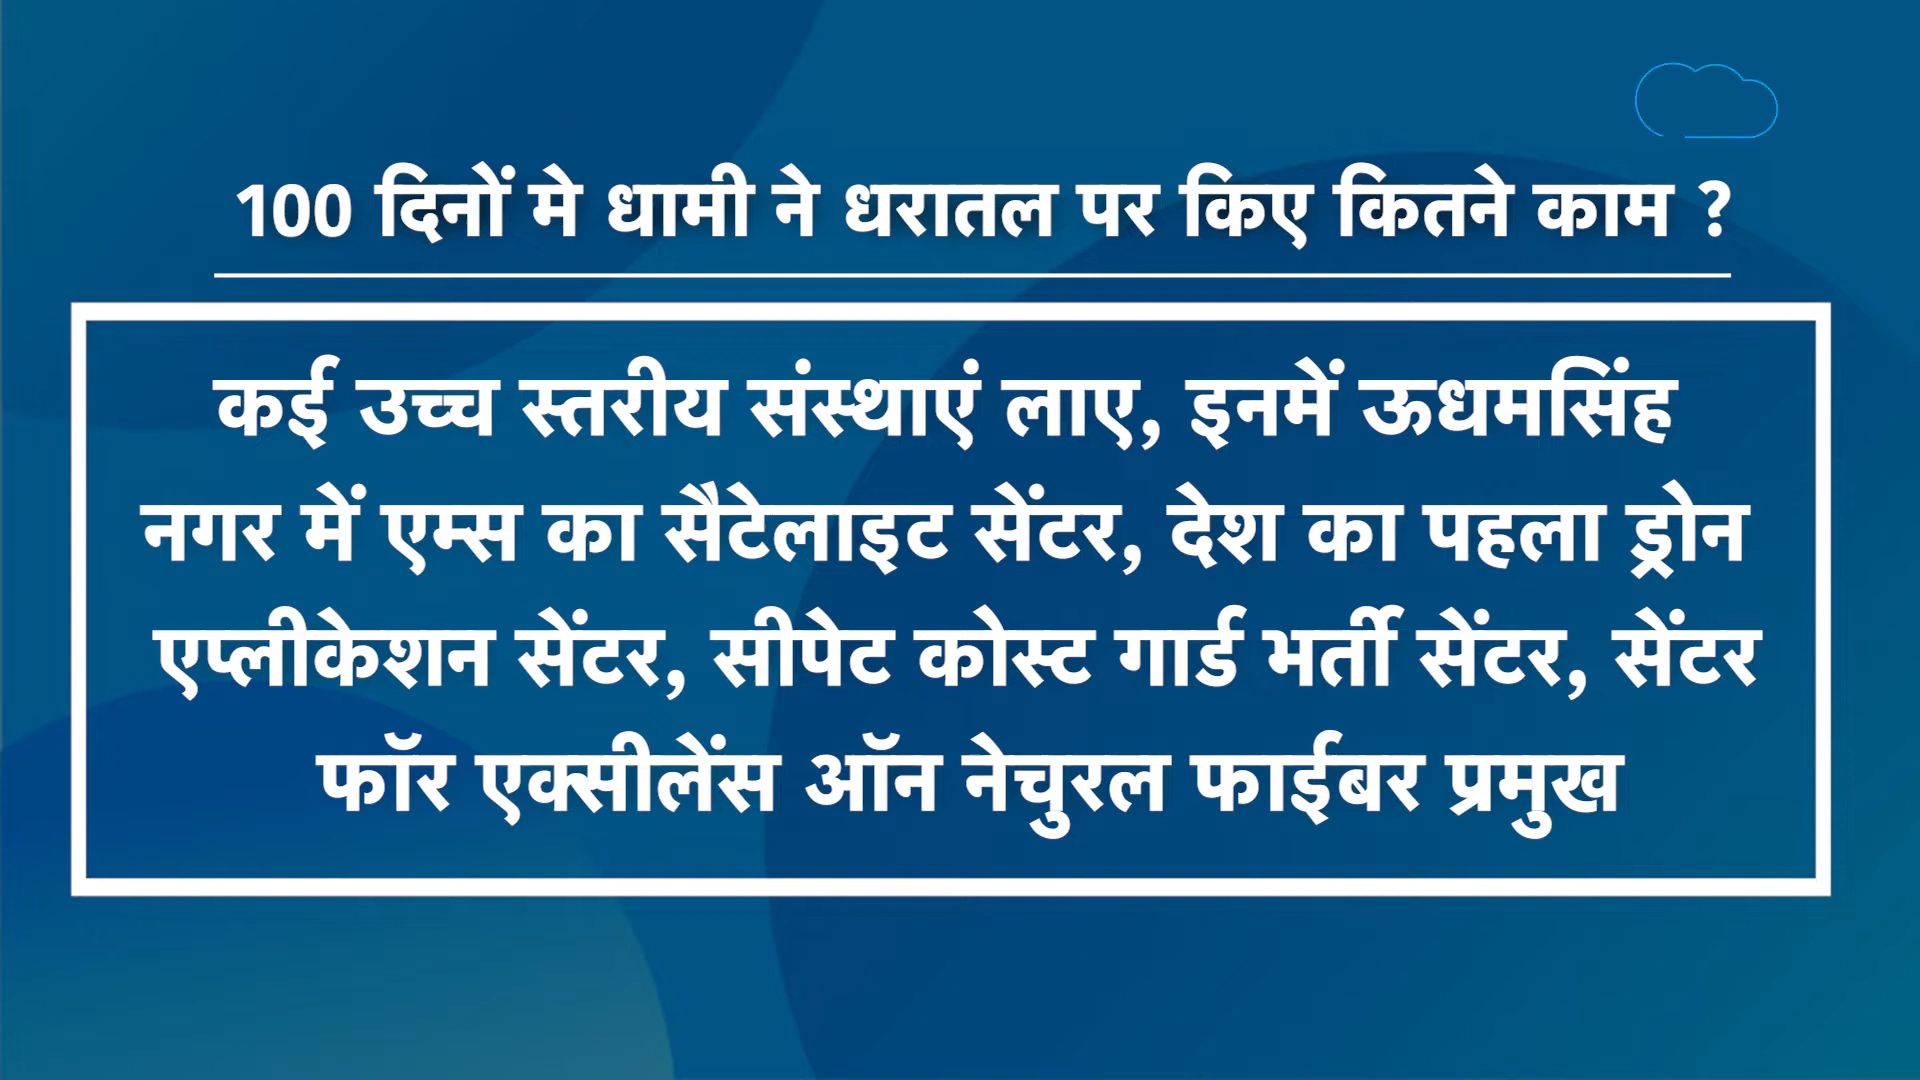 100 दिनों मे धामी ने धरातल पर किए कितने काम ?
कई उच्च स्तरीय संस्थाएं लाए, इनमें ऊधमसिंह
नगर में एम्स का सैटेलाइट सेंटर, देश का पहला ड्रोन
एप्लीकेशन सेंटर, सीपेट कोस्ट गार्ड भर्ती सेंटर, सेंटर
फॉर एक्सीलेंस ऑन नेचुरल फाईबर प्रमुख